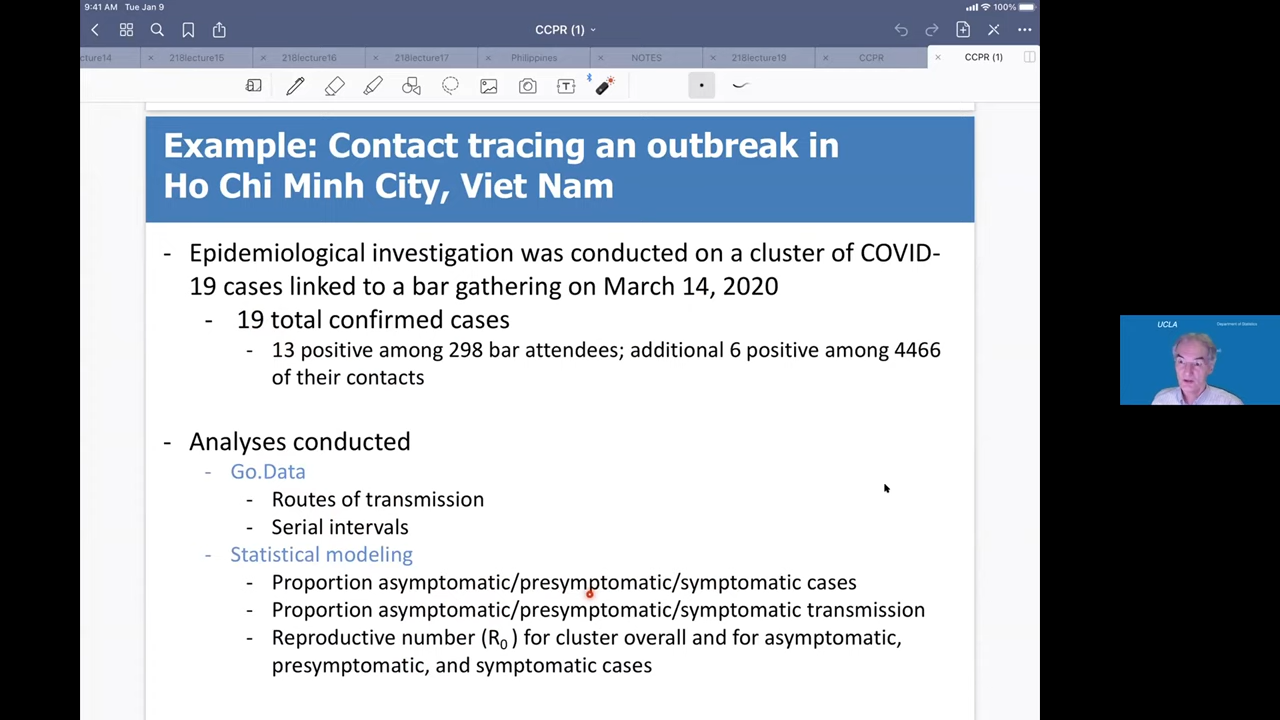 9:41 AM Tue Jan 9
100%
CCPR (1)
cture14
218lecture15
218lecture16
218lecture17
Philippines
NOTES
218lecture19
CCPR
CCPR (1)
Example: Contact tracing an outbreak in
Ho Chi Minh City, Viet Nam
- Epidemiological investigation was conducted on a cluster of COVID-
19 cases linked to a bar gathering on March 14, 2020
- 19 total confirmed cases
- 13 positive among 298 bar attendees; additional 6 positive among 4466
of their contacts
- Analyses conducted
- Go.Data
- Routes of transmission
- Serial intervals
- Statistical modeling
- Proportion asymptomatic/presymptomatic/symptomatic cases
- Proportion asymptomatic/presymptomatic/symptomatic transmission
- Reproductive number (R0 ) for cluster overall and for asymptomatic,
presymptomatic, and symptomatic cases
UCLA
Department of Statistics